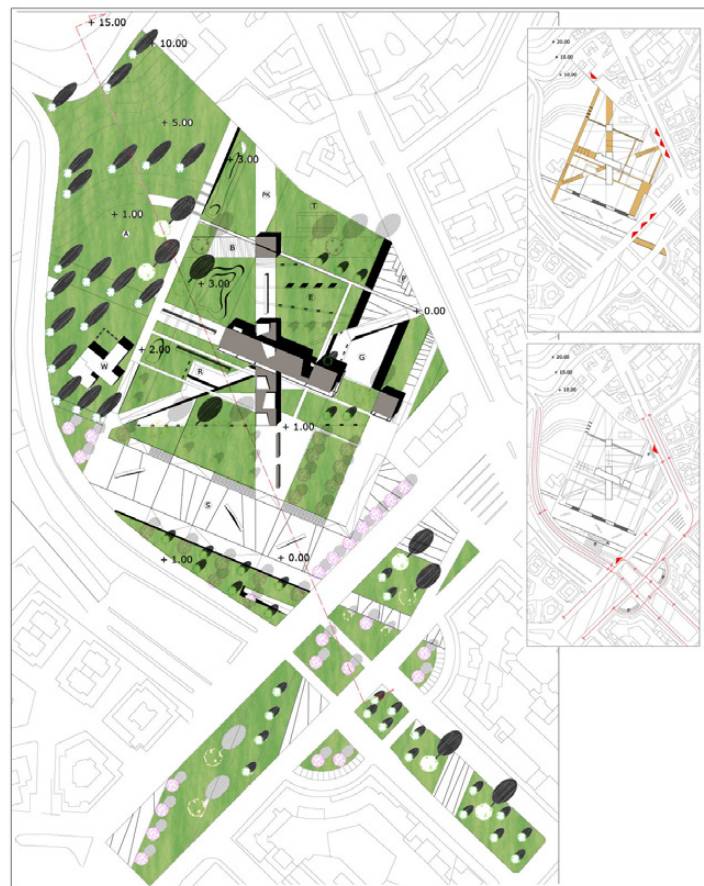 + 15.00
+ 10.00
+ 5.00
+ 3.00
PK
T
+ 1.00
A
B
+ 3.00
E
P
+ 0.00
+ 2.00
W
R
G
+ 1.00
S
+ 0.00
+ 1.00
+ 20.00
+ 15.00
+ 10.00
+ 20.00
+ 15.00
+ 10.00
P
P
P
P